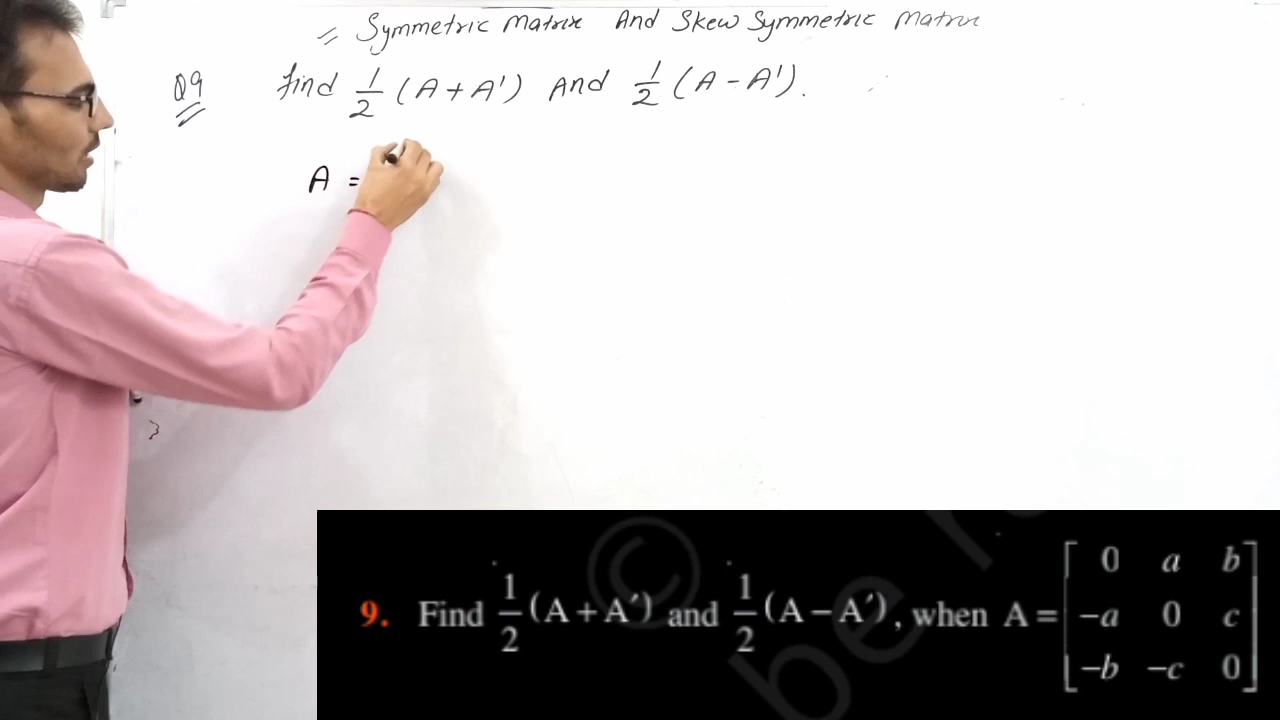 = Symmetric Matrix And Skew Symmetric Matrix
Q9 Find 1/2 (A + A') And 1/2 (A - A').
A =
9. Find 1/2 (A + A′) and 1/2 (A − A′), when A = [0 a b
−a 0 c
−b −c 0]
©
be